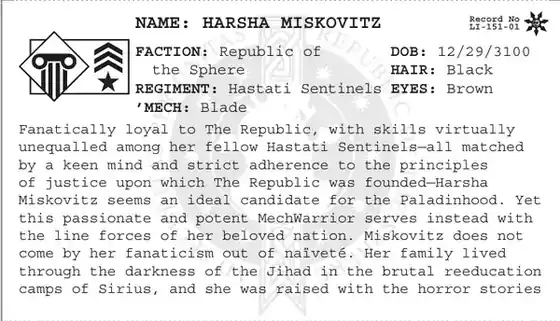 NAME: HARSHA MISKOVITZ
Record No
LI-151-01
FACTION: Republic of the Sphere
DOB: 12/29/3100
HAIR: Black
REGIMENT: Hastati Sentinels
EYES: Brown
’MECH: Blade
Fanatically loyal to The Republic, with skills virtually
unequalled among her fellow Hastati Sentinels—all matched
by a keen mind and strict adherence to the principles
of justice upon which The Republic was founded—Harsha
Miskovitz seems an ideal candidate for the Paladinhood. Yet
this passionate and potent MechWarrior serves instead with
the line forces of her beloved nation. Miskovitz does not
come by her fanaticism out of naïveté. Her family lived
through the darkness of the Jihad in the brutal reeducation
camps of Sirius, and she was raised with the horror stories